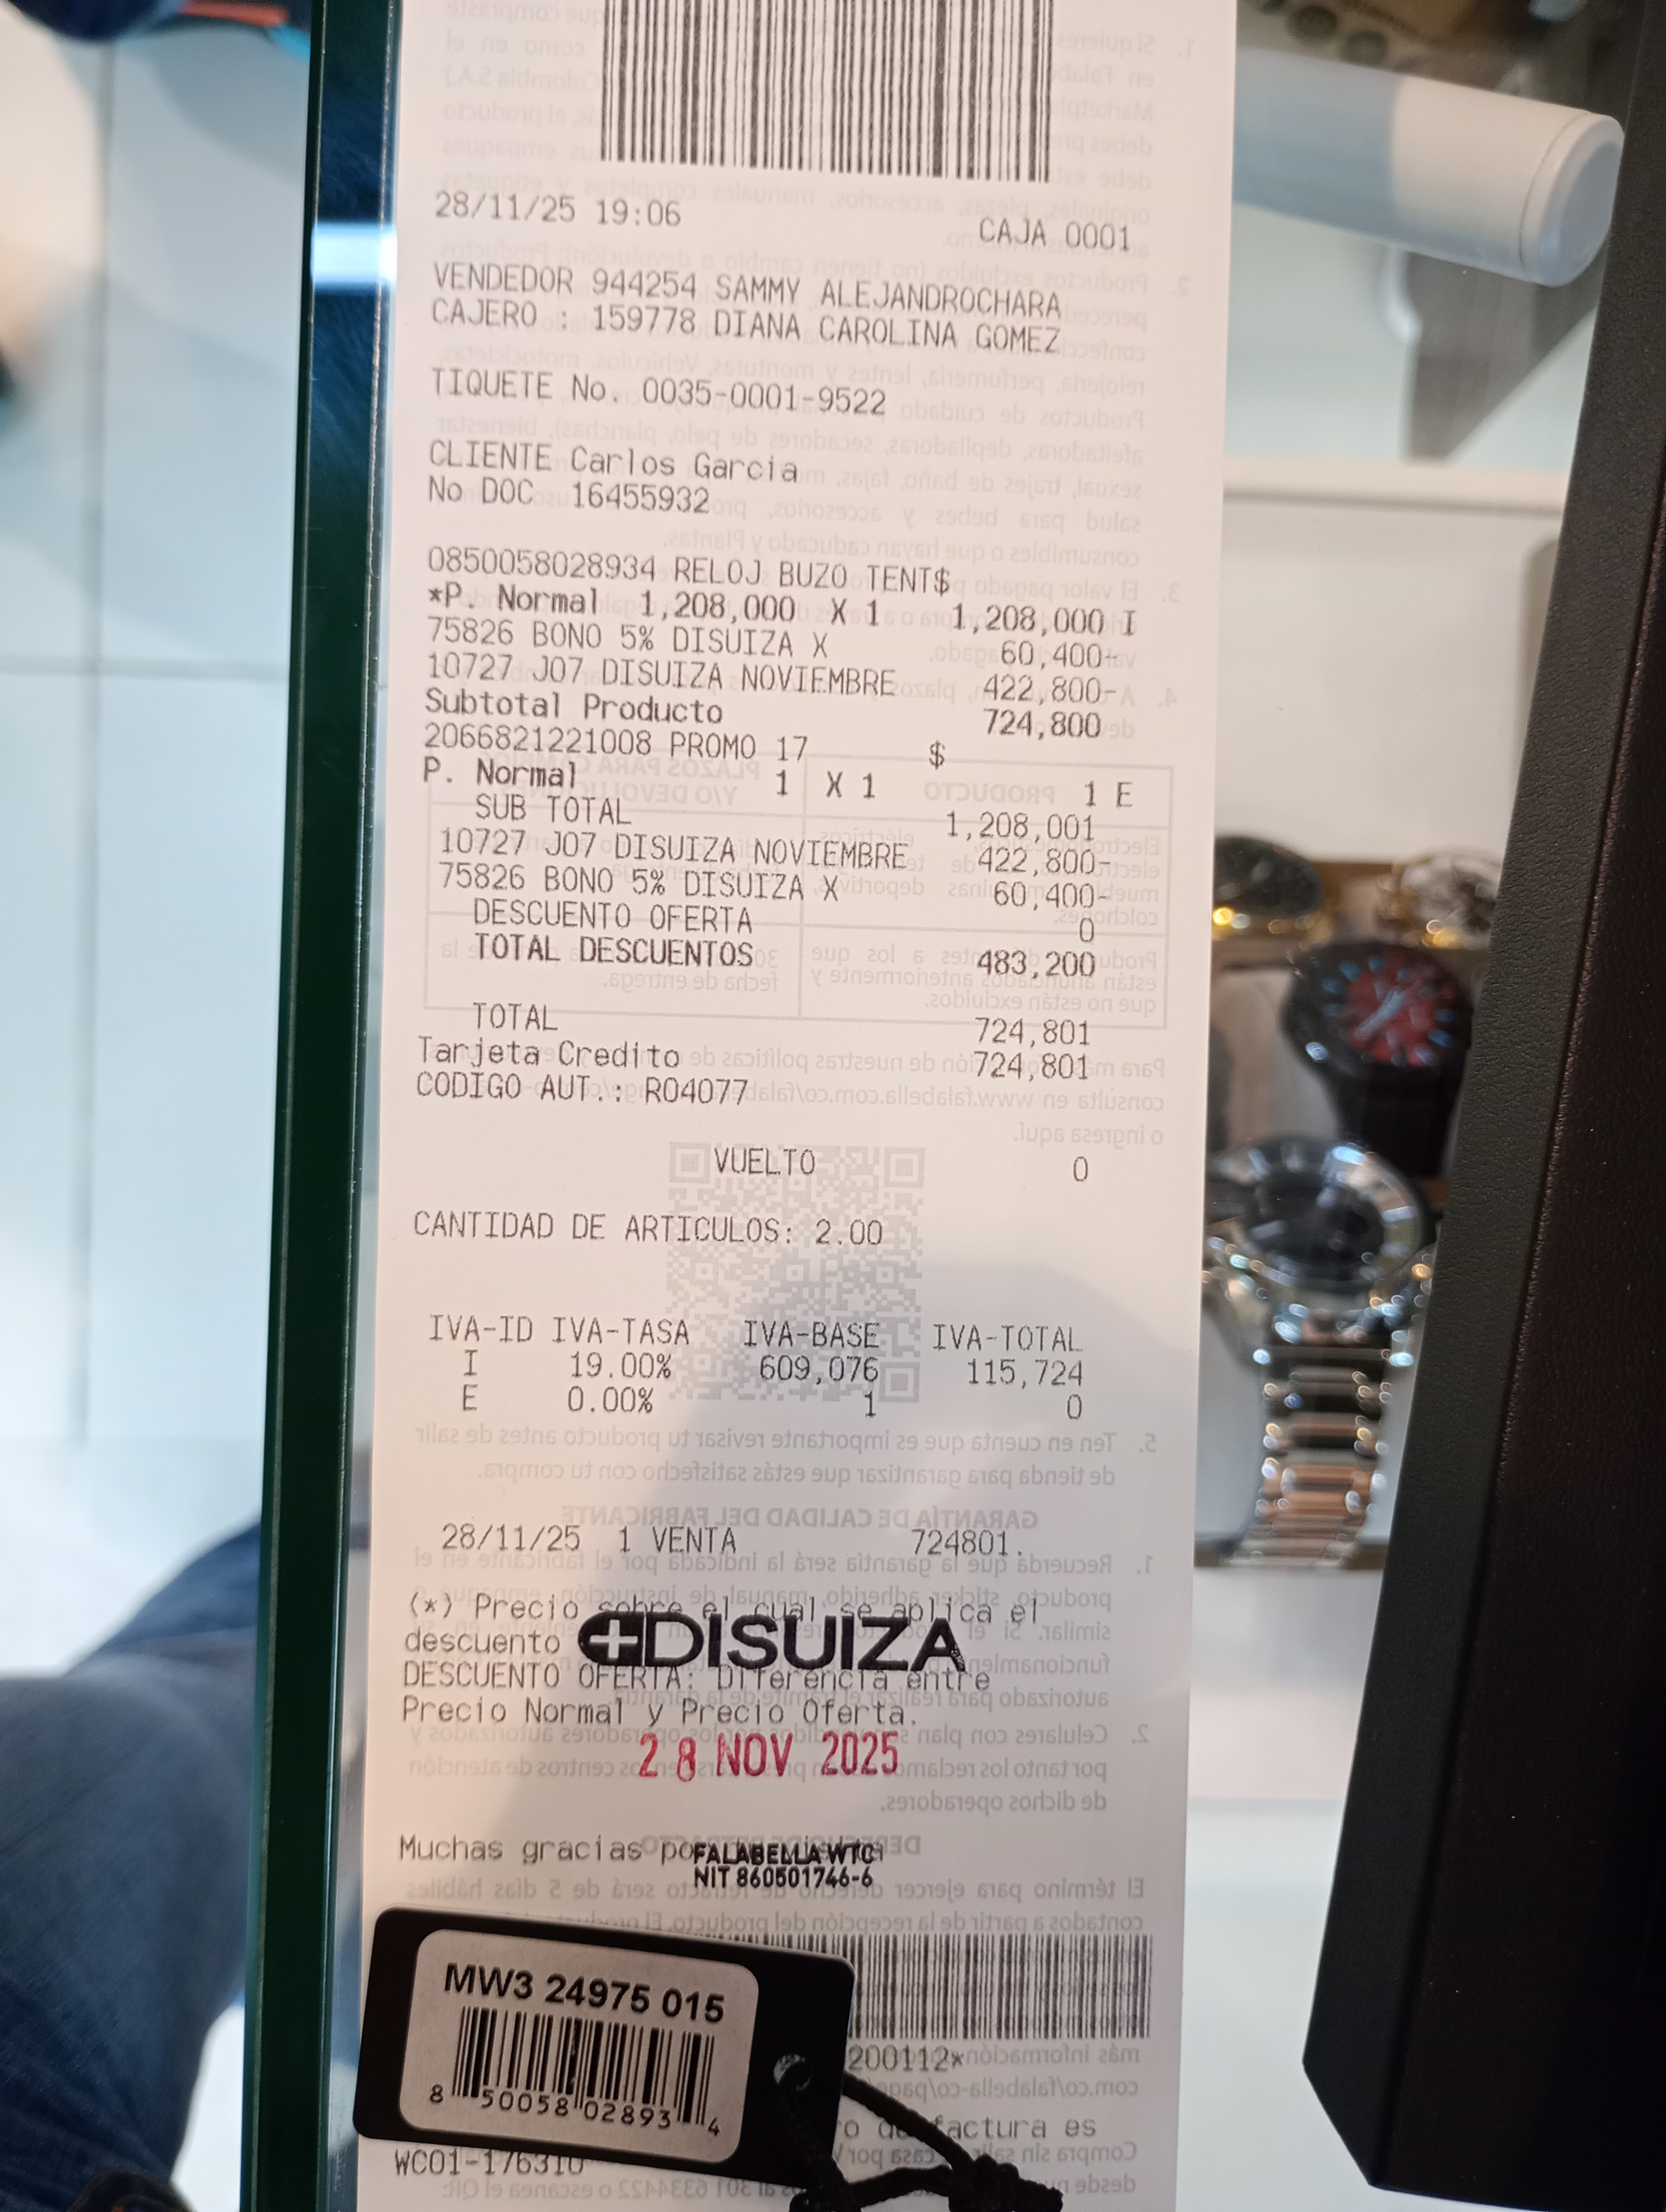 28/11/25 19:06 CAJA 0001
VENDEDOR 944254 SAMMY ALEJANDROCHARA
CAJERO : 159778 DIANA CAROLINA GOMEZ
TIQUETE No. 0035-0001-9522
CLIENTE Carlos Garcia
No DOC 16455932
0850058028934 RELOJ BUZO TENT$
*P. Normal 1,208,000 X 1 1,208,000 I
75826 BONO 5% DISUIZA X 60,400-
10727 J07 DISUIZA NOVIEMBRE 422,800-
Subtotal Producto 724,800
2066821221008 PROMO 17 $
P. Normal 1 X 1 1 E
SUB TOTAL 1,208,001
10727 J07 DISUIZA NOVIEMBRE 422,800-
75826 BONO 5% DISUIZA X 60,400-
DESCUENTO OFERTA 0
TOTAL DESCUENTOS 483,200
TOTAL 724,801
Tarjeta Credito 724,801
CODIGO AUT.: R04077
VUELTO 0
CANTIDAD DE ARTICULOS: 2.00
IVA-ID IVA-TASA IVA-BASE IVA-TOTAL
I 19.00% 609,076 115,724
E 0.00% 1 0
28/11/25 1 VENTA 724801.
(*) Precio sobre el cual se aplica el
descuento
DISUIZA
DESCUENTO OFERTA: Diferencia entre
Precio Normal y Precio Oferta.
28 NOV 2025
Muchas gracias
FALABELLA WTC
NIT 860501746-6
MW3 24975 015
8 50058 02893 4
200112*
factura es
WC01-176310